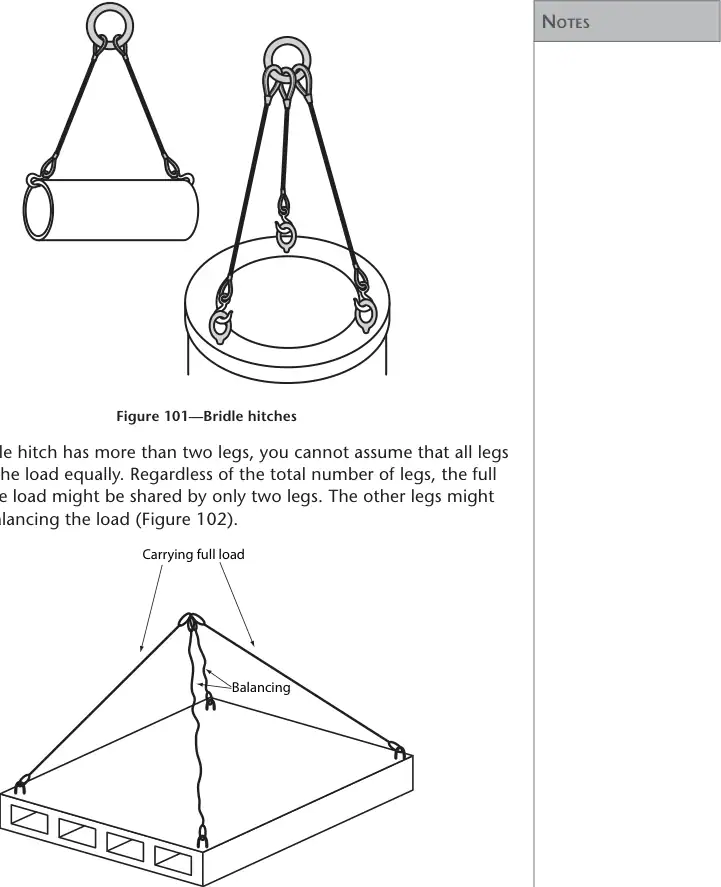 NOTES
Figure 101—Bridle hitches
le hitch has more than two legs, you cannot assume that all legs
he load equally. Regardless of the total number of legs, the full
e load might be shared by only two legs. The other legs might
alancing the load (Figure 102).
Carrying full load
Balancing